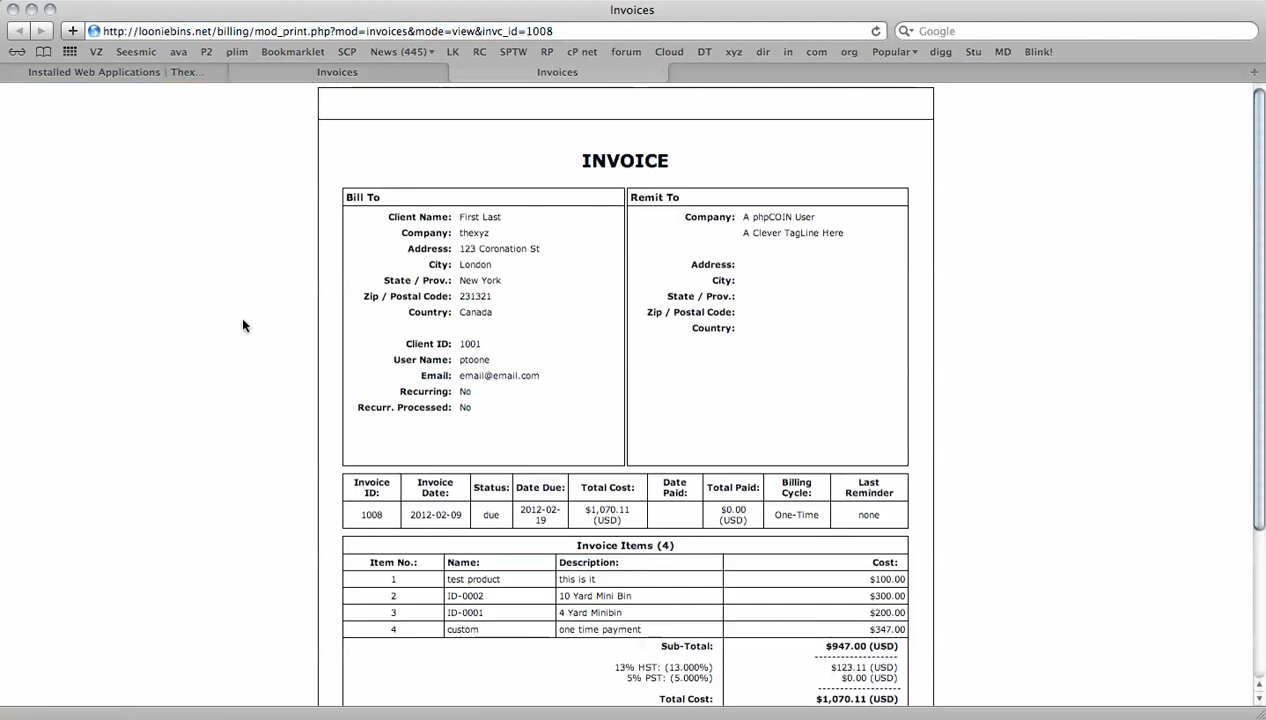 Invoices
http://looniebins.net/billing/mod_print.php?mod=invoices&mode=view&invc_id=1008
Google
VZ Seesmic ava P2 plim Bookmarklet SCP News (445) LK RC SPTW RP cP net forum Cloud DT xyz dir in com org Popular digg Stu MD Blink!
Installed Web Applications | Thex...
Invoices
Invoices
INVOICE
Bill To
Client Name: First Last
Company: thexyz
Address: 123 Coronation St
City: London
State / Prov.: New York
Zip / Postal Code: 231321
Country: Canada
Client ID: 1001
User Name: ptoone
Email: email@email.com
Recurring: No
Recurr. Processed: No
Remit To
Company: A phpCOIN User
A Clever TagLine Here
Address:
City:
State / Prov.:
Zip / Postal Code:
Country:
Invoice ID: Invoice Date: Status: Date Due: Total Cost: Date Paid: Total Paid: Billing Cycle: Last Reminder
1008 2012-02-09 due 2012-02-19 $1,070.11 (USD) $0.00 (USD) One-Time none
Invoice Items (4)
Item No.: Name: Description: Cost:
1 test product this is it $100.00
2 ID-0002 10 Yard Mini Bin $300.00
3 ID-0001 4 Yard Minibin $200.00
4 custom one time payment $347.00
Sub-Total: $947.00 (USD)
13% HST: (13.000%) $123.11 (USD)
5% PST: (5.000%) $0.00 (USD)
Total Cost: $1,070.11 (USD)